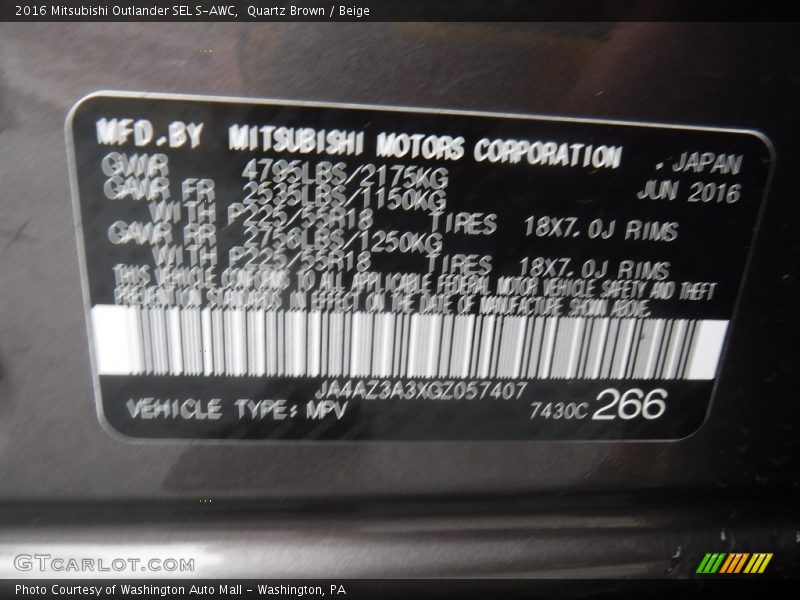 2016 Mitsubishi Outlander SEL S-AWC, Quartz Brown / Beige
MFD.BY MITSUBISHI MOTORS CORPORATION , JAPAN
GVWR 4795LBS/2175KG JUN 2016
GAWR FR 2535LBS/1150KG
WITH P225/55R18 TIRES 18X7.0J RIMS
GAWR RR 2756LBS/1250KG
WITH P225/55R18 TIRES 18X7.0J RIMS
THIS VEHICLE CONFORMS TO ALL APPLICABLE FEDERAL MOTOR VEHICLE SAFETY AND THEFT
PREVENTION STANDARDS IN EFFECT ON THE DATE OF MANUFACTURE SHOWN ABOVE.
JA4AZ3A3XGZ057407
VEHICLE TYPE: MPV 7430C 266
GTCARLOT.COM
Photo Courtesy of Washington Auto Mall - Washington, PA